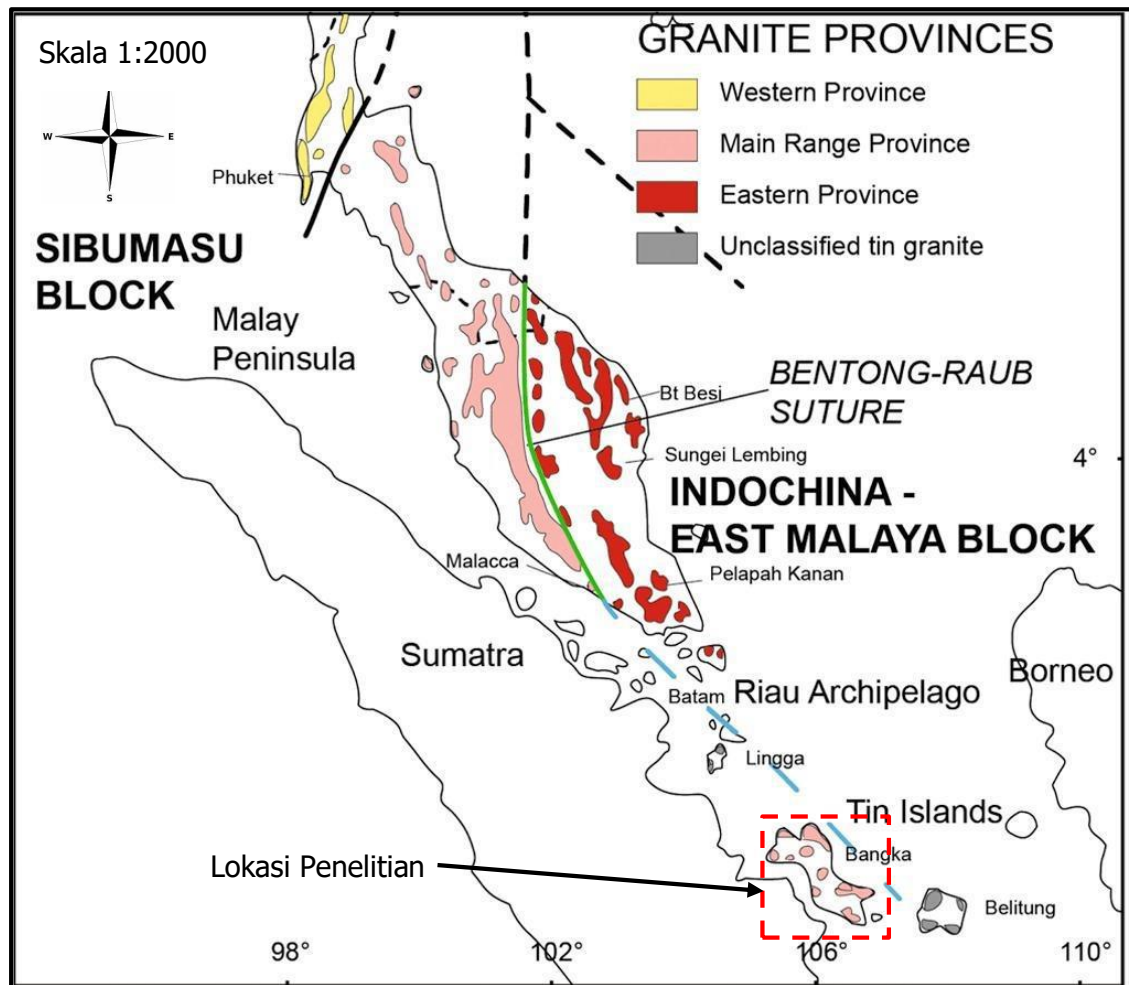 Skala 1:2000
N
W
E
S
GRANITE PROVINCES
Western Province
Main Range Province
Eastern Province
Unclassified tin granite
Phuket
SIBUMASU
BLOCK
Malay
Peninsula
BENTONG-RAUB
SUTURE
Bt Besi
Sungei Lembing
4°
INDOCHINA -
EAST MALAYA BLOCK
Malacca
Pelapah Kanan
Sumatra
Borneo
Batam
Riau Archipelago
Lingga
Tin Islands
Lokasi Penelitian
Bangka
Belitung
98°
102°
106°
110°